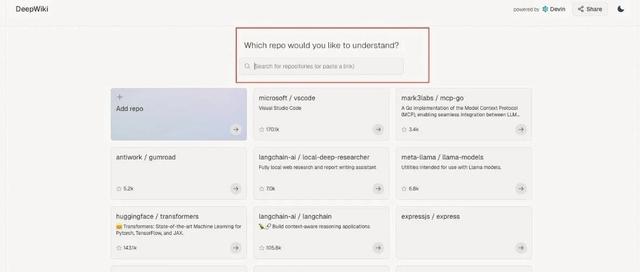 DeepWiki
powered by Devin
Share
Which repo would you like to understand?
Search for repositories (or paste a link)
Add repo
microsoft / vscode
Visual Studio Code
170.1k
mark3labs / mcp-go
A Go implementation of the Model Context Protocol
(MCP), enabling seamless integration between LLM...
3.4k
antiwork / gumroad
5.2k
langchain-ai / local-deep-researcher
Fully local web research and report writing assistant
7.0k
meta-llama / llama-models
Utilities intended for use with Llama models.
6.8k
huggingface / transformers
🤗 Transformers: State-of-the-art Machine Learning for
Pytorch, TensorFlow, and JAX.
143.1k
langchain-ai / langchain
🦜🔗 Build context-aware reasoning applications
105.8k
expressjs / express